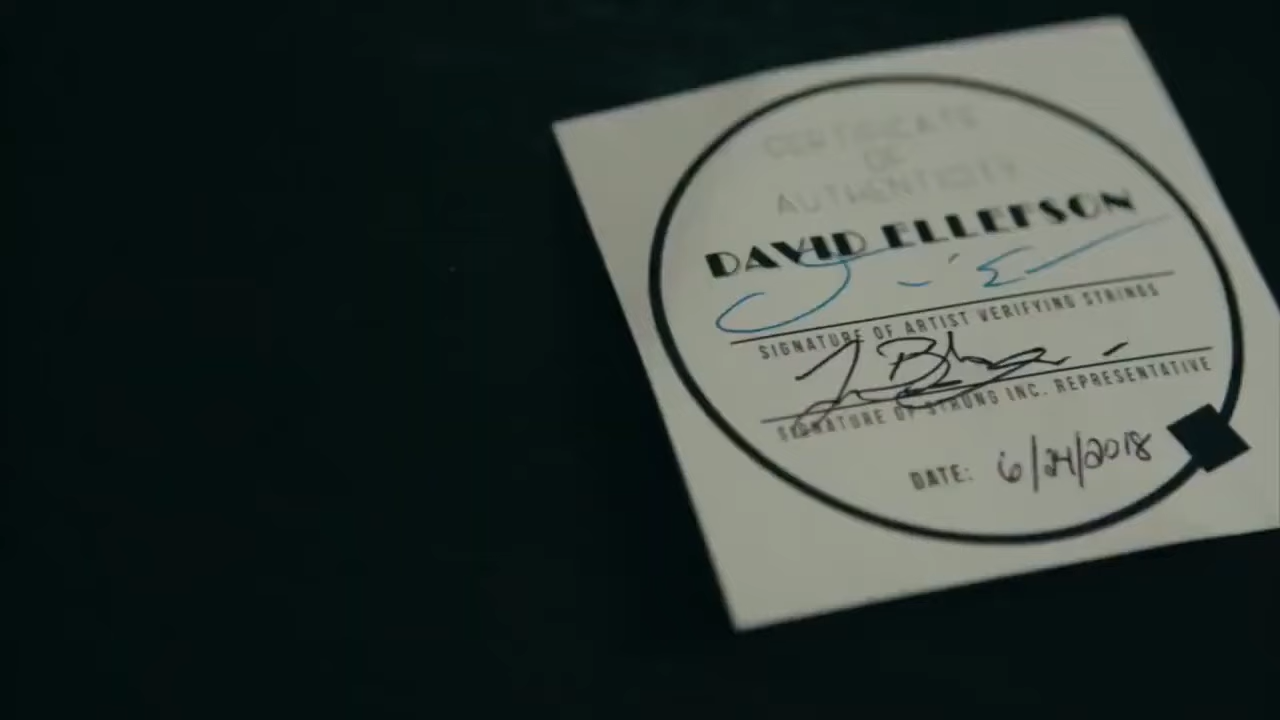 CERTIFICATE
OF
AUTHENTICITY
DAVID ELLEFSON
SIGNATURE OF ARTIST VERIFYING STRINGS
SIGNATURE OF STRUNG INC. REPRESENTATIVE
DATE: 6/24/2018